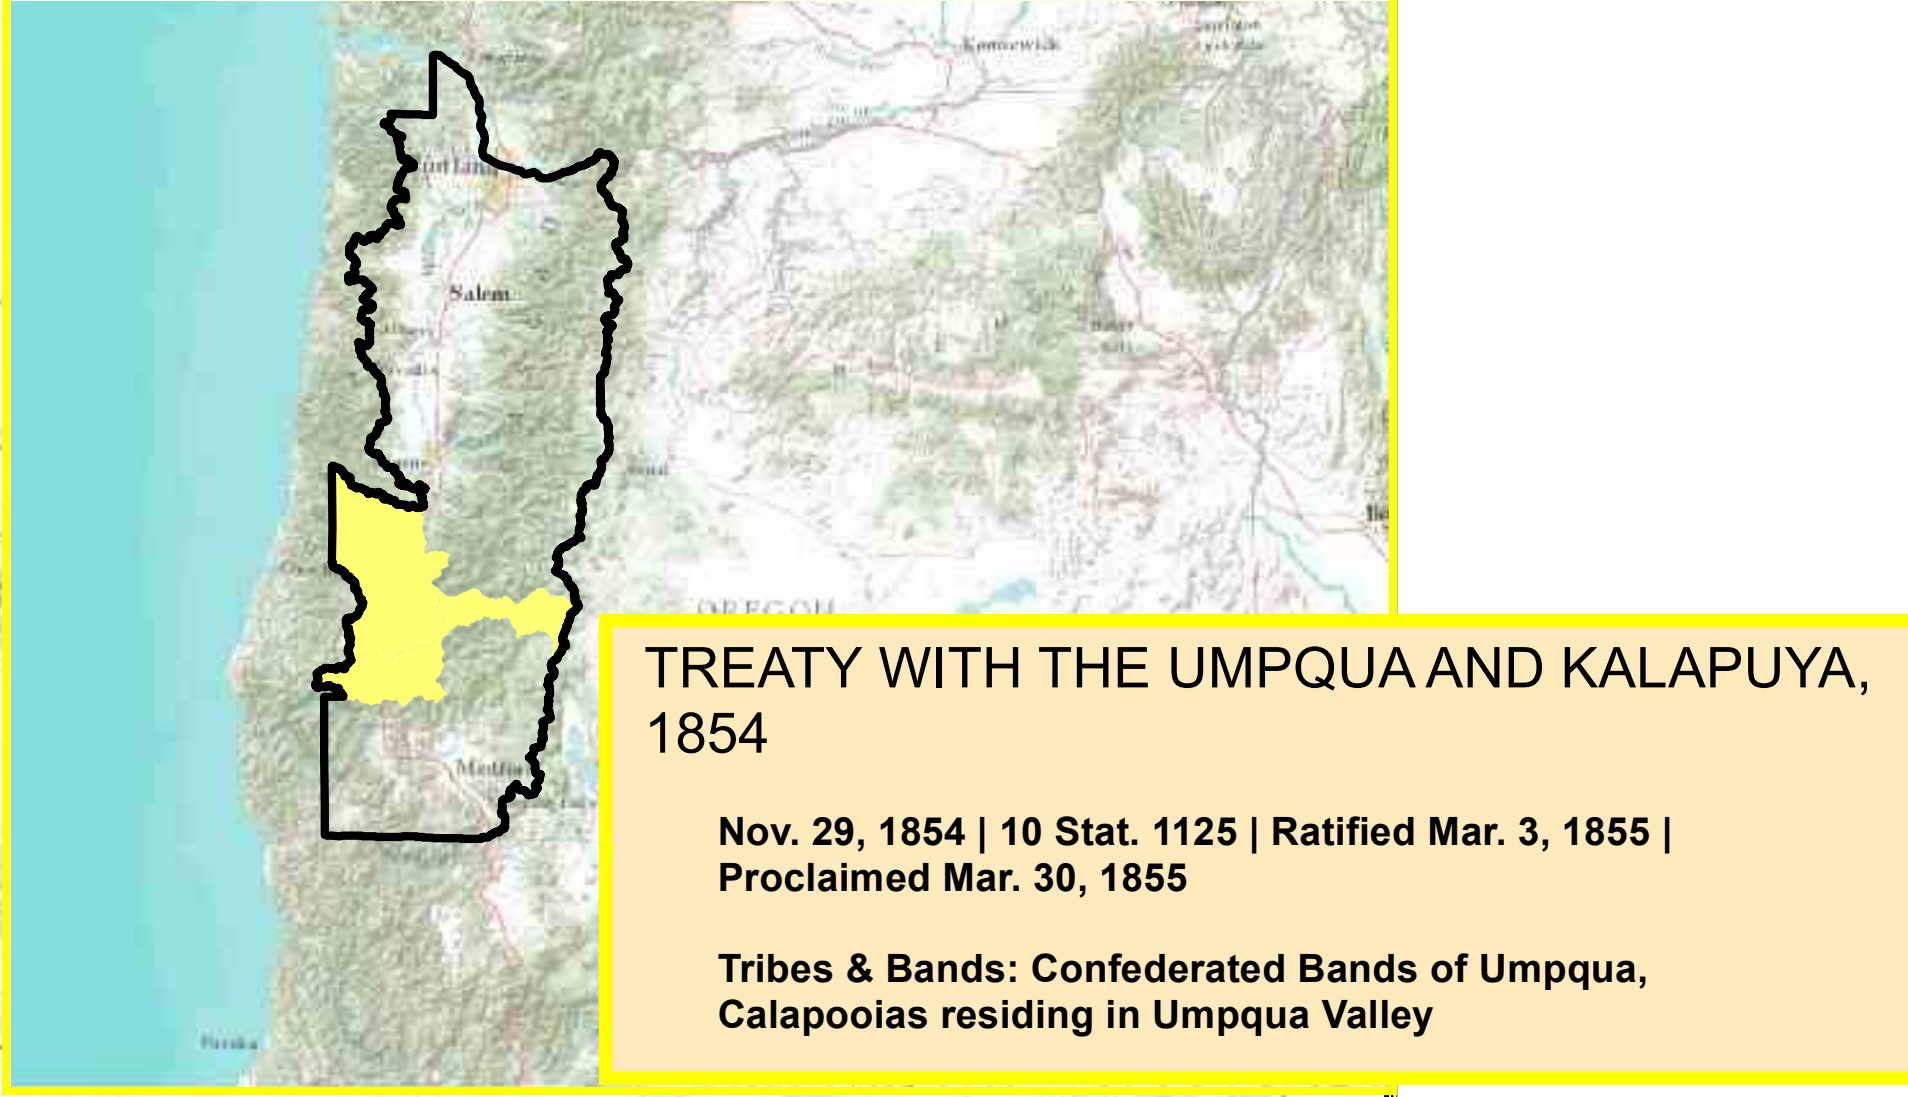 Kennewick
Salem
OREGON
TREATY WITH THE UMPQUA AND KALAPUYA,
1854
Nov. 29, 1854 | 10 Stat. 1125 | Ratified Mar. 3, 1855 |
Proclaimed Mar. 30, 1855
Tribes & Bands: Confederated Bands of Umpqua,
Calapooias residing in Umpqua Valley